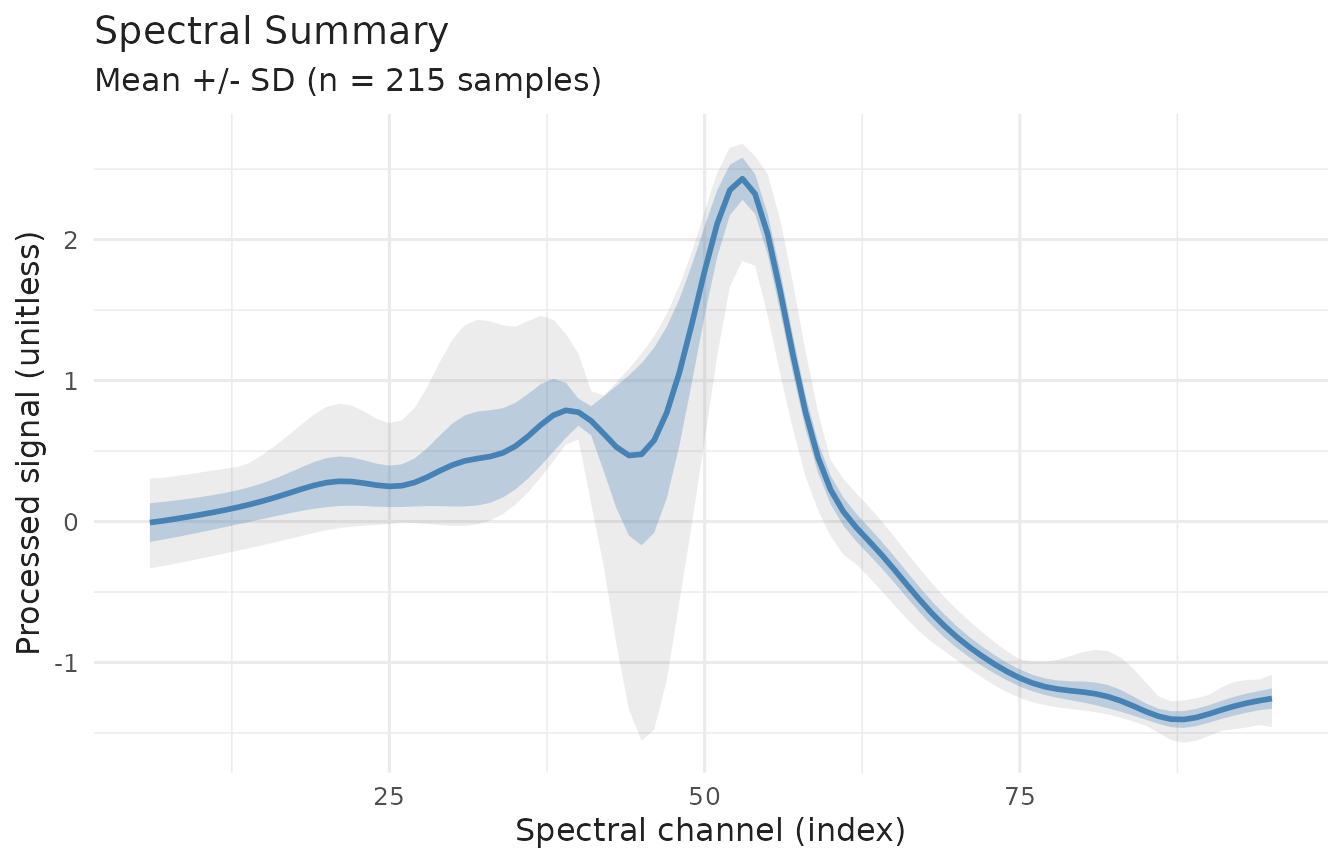 Spectral Summary
Mean +/- SD (n = 215 samples)
Processed signal (unitless)
2
1
0
-1
25
50
75
Spectral channel (index)